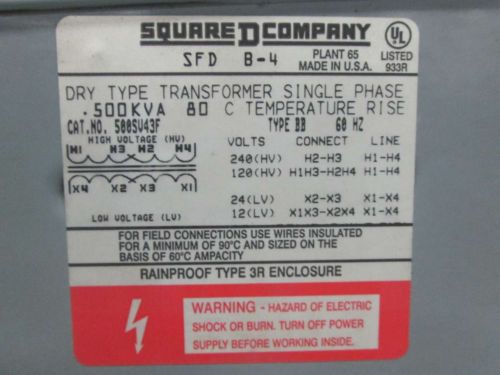 SQUARE D COMPANY
SFD B-4
PLANT 65
MADE IN U.S.A.
UL
LISTED
933R
DRY TYPE TRANSFORMER SINGLE PHASE
.500KVA 80 C TEMPERATURE RISE
CAT.NO. 500SV43F TYPE BB 60 HZ
HIGH VOLTAGE (HV)
H1 H3 H2 H4
X4 X2 X3 X1
LOW VOLTAGE (LV)
VOLTS CONNECT LINE
240(HV) H2-H3 H1-H4
120(HV) H1H3-H2H4 H1-H4
24(LV) X2-X3 X1-X4
12(LV) X1X3-X2X4 X1-X4
FOR FIELD CONNECTIONS USE WIRES INSULATED
FOR A MINIMUM OF 90°C AND SIZED ON THE
BASIS OF 60°C AMPACITY
RAINPROOF TYPE 3R ENCLOSURE
WARNING - HAZARD OF ELECTRIC
SHOCK OR BURN. TURN OFF POWER
SUPPLY BEFORE WORKING INSIDE.